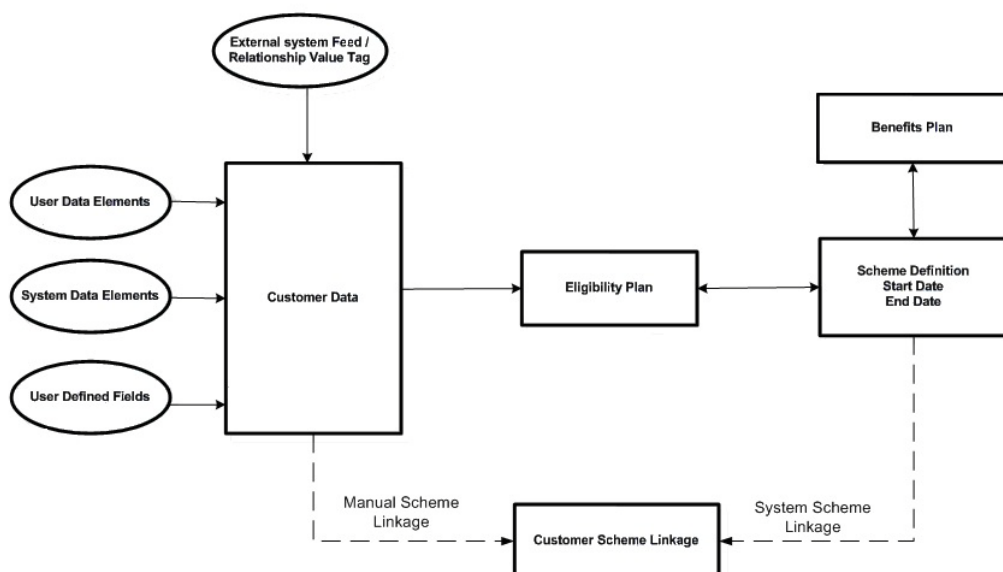 External system Feed /
Relationship Value Tag
Benefits Plan
User Data Elements
System Data Elements
User Defined Fields
Customer Data
Eligibility Plan
Scheme Definition
Start Date
End Date
Manual Scheme
Linkage
System Scheme
Linkage
Customer Scheme Linkage